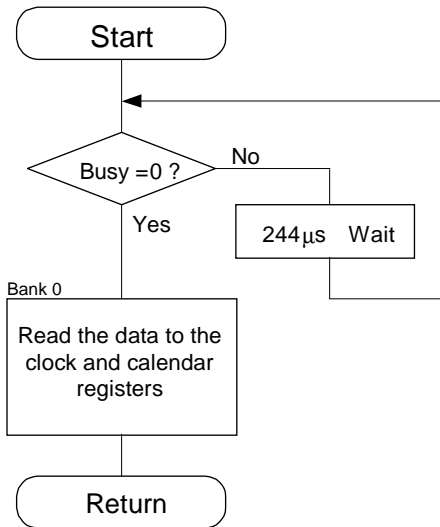 Start
Busy =0 ?
No
Yes
244μs Wait
Bank 0
Read the data to the
clock and calendar
registers
Return